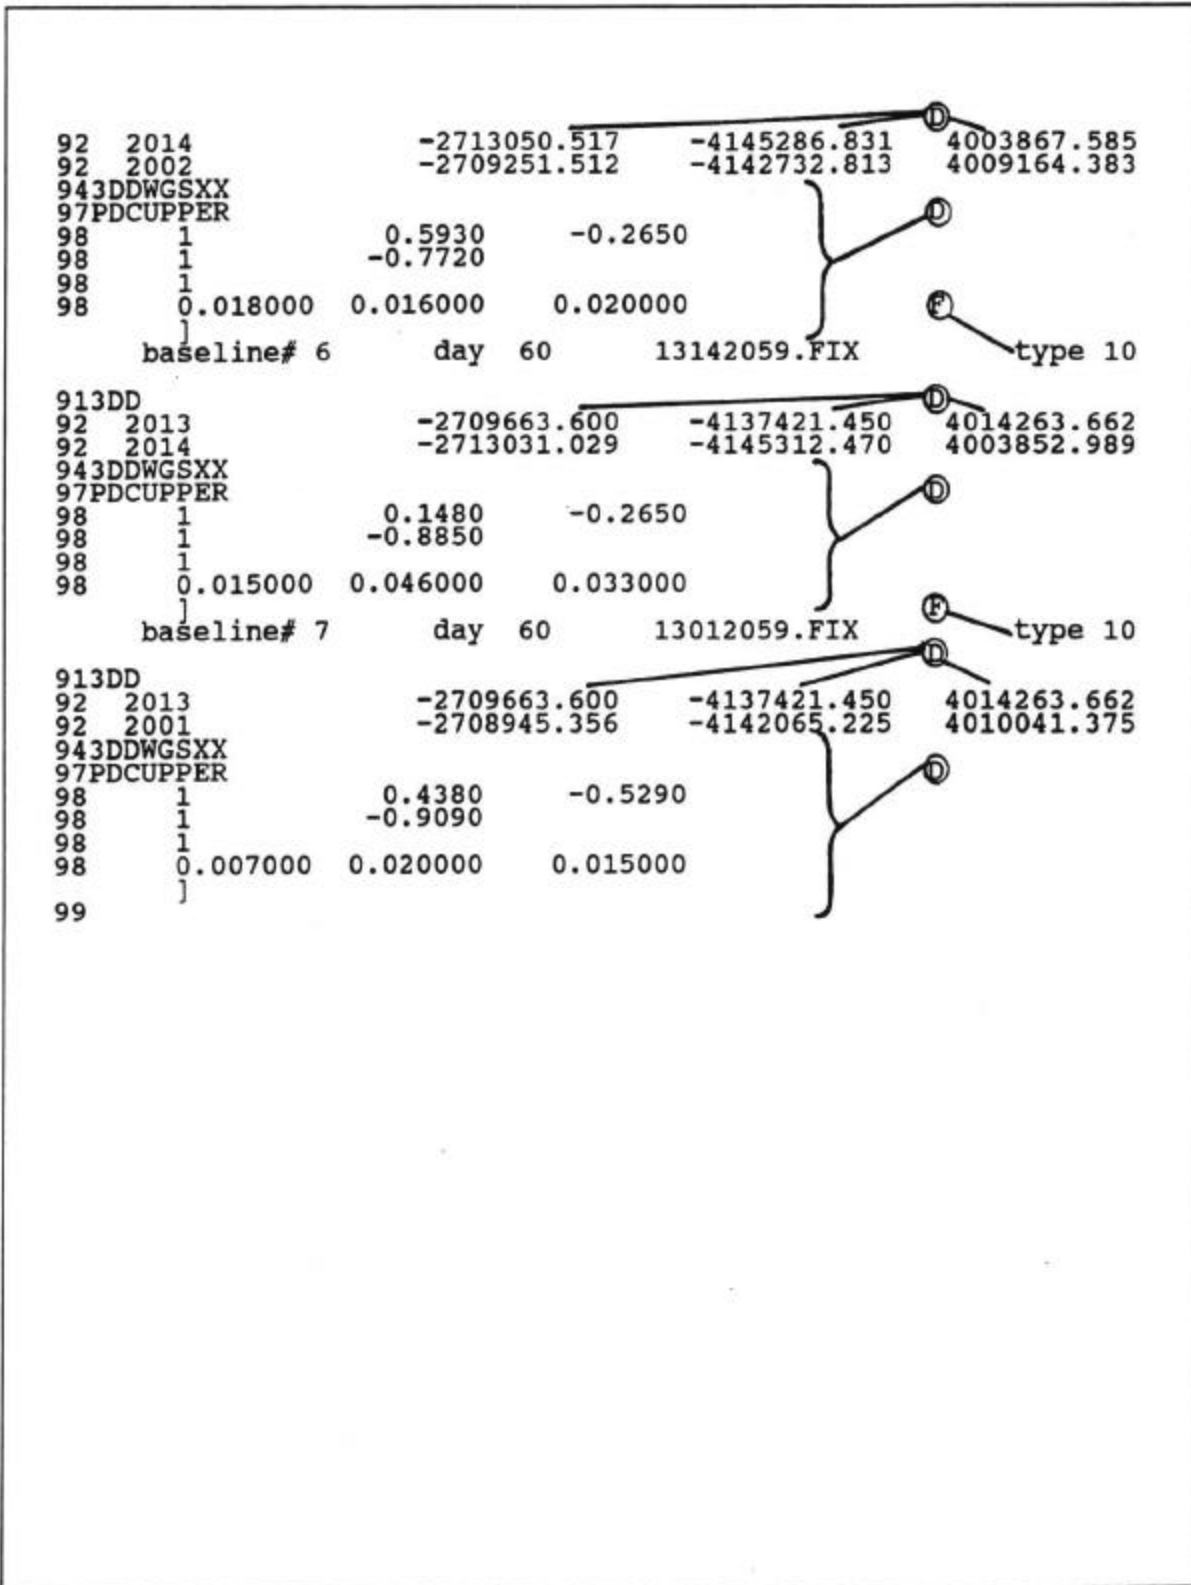 D
92  2014            -2713050.517    -4145286.831   4003867.585
92  2002            -2709251.512    -4142732.813   4009164.383
943DDWGSXX
97PDCUPPER
D
98     1           0.5930     -0.2650
98     1          -0.7720
98     1
98     0.018000  0.016000    0.020000
F
]
baseline# 6      day  60      13142059.FIX        type 10
913DD
D
92  2013            -2709663.600    -4137421.450   4014263.662
92  2014            -2713031.029    -4145312.470   4003852.989
943DDWGSXX
97PDCUPPER
D
98     1           0.1480     -0.2650
98     1          -0.8850
98     1
98     0.015000  0.046000    0.033000
]
F
baseline# 7      day  60      13012059.FIX        type 10
D
913DD
92  2013            -2709663.600    -4137421.450   4014263.662
92  2001            -2708945.356    -4142065.225   4010041.375
943DDWGSXX
97PDCUPPER
D
98     1           0.4380     -0.5290
98     1          -0.9090
98     1
98     0.007000  0.020000    0.015000
]
99